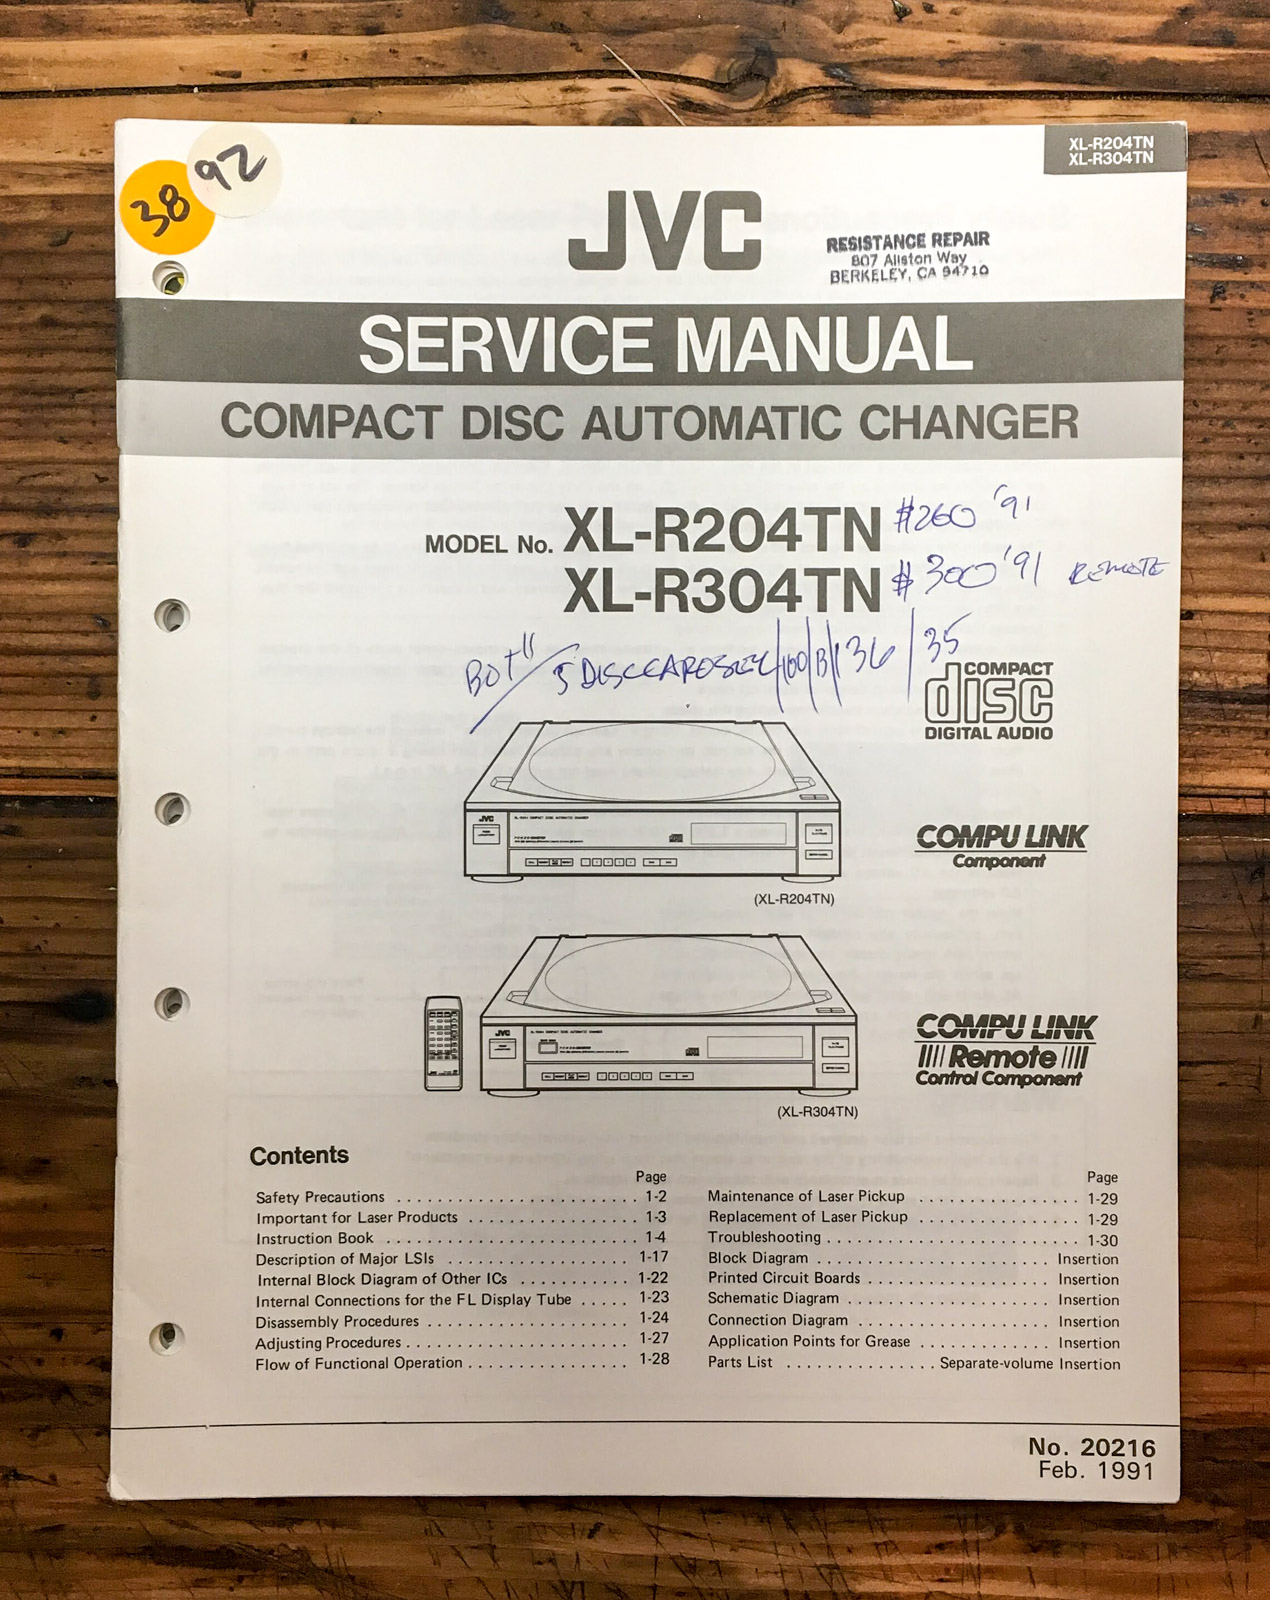 38
92
XL-R204TN
XL-R304TN
JVC
RESISTANCE REPAIR
807 Allston Way
BERKELEY, CA 94710
SERVICE MANUAL
COMPACT DISC AUTOMATIC CHANGER
MODEL No. XL-R204TN $260 '91
XL-R304TN $300 '91 REMOTE
5 DISC 36 35
COMPACT
disc
DIGITAL AUDIO
JVC
COMPU LINK
Component
(XL-R204TN)
JVC
COMPU LINK
Remote
Control Component
(XL-R304TN)
Contents
Page
Safety Precautions . . . . . . . . . . . . . . . . . . . . . . . . 1-2
Important for Laser Products . . . . . . . . . . . . . . . . . 1-3
Instruction Book . . . . . . . . . . . . . . . . . . . . . . . . . 1-4
Description of Major LSIs . . . . . . . . . . . . . . . . . . . 1-17
Internal Block Diagram of Other ICs . . . . . . . . . . . 1-22
Internal Connections for the FL Display Tube . . . . . 1-23
Disassembly Procedures . . . . . . . . . . . . . . . . . . . . 1-24
Adjusting Procedures . . . . . . . . . . . . . . . . . . . . . . 1-27
Flow of Functional Operation . . . . . . . . . . . . . . . . 1-28
Page
Maintenance of Laser Pickup . . . . . . . . . . . . . . . . 1-29
Replacement of Laser Pickup . . . . . . . . . . . . . . . . 1-29
Troubleshooting . . . . . . . . . . . . . . . . . . . . . . . . . 1-30
Block Diagram . . . . . . . . . . . . . . . . . . . . . . . . Insertion
Printed Circuit Boards . . . . . . . . . . . . . . . . . . Insertion
Schematic Diagram . . . . . . . . . . . . . . . . . . . . Insertion
Connection Diagram . . . . . . . . . . . . . . . . . . . Insertion
Application Points for Grease . . . . . . . . . . . . . Insertion
Parts List . . . . . . . . . . . . . . . Separate-volume Insertion
No. 20216
Feb. 1991